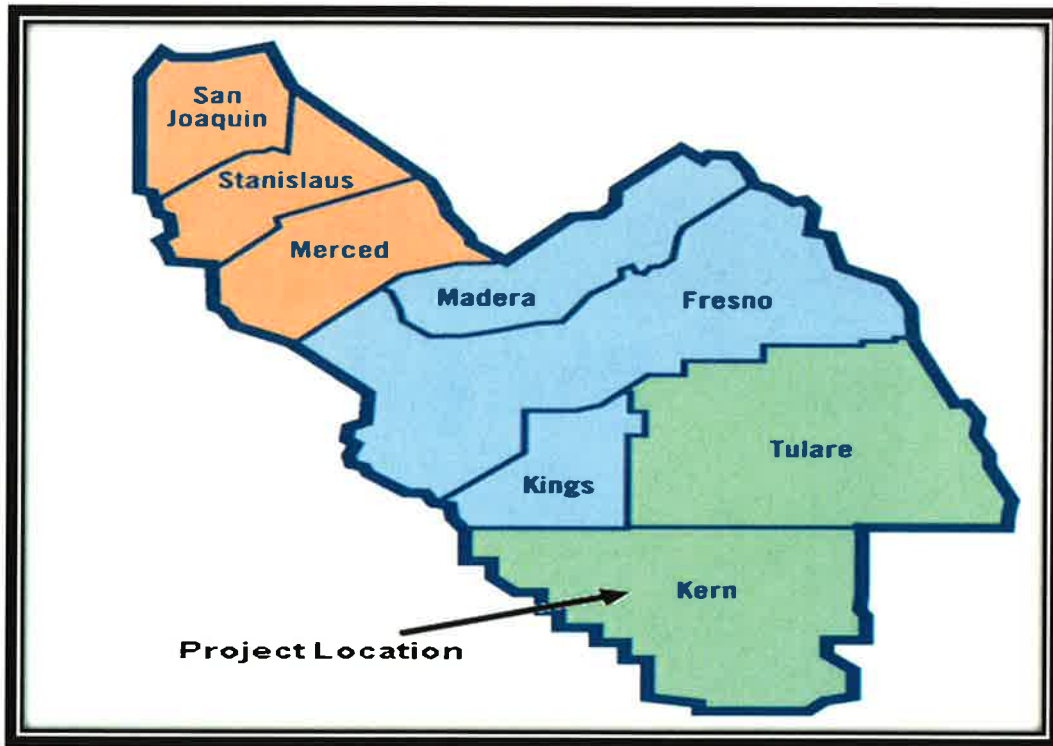 San
Joaquin
Stanislaus
Merced
Madera
Fresno
Tulare
Kings
Kern
Project Location